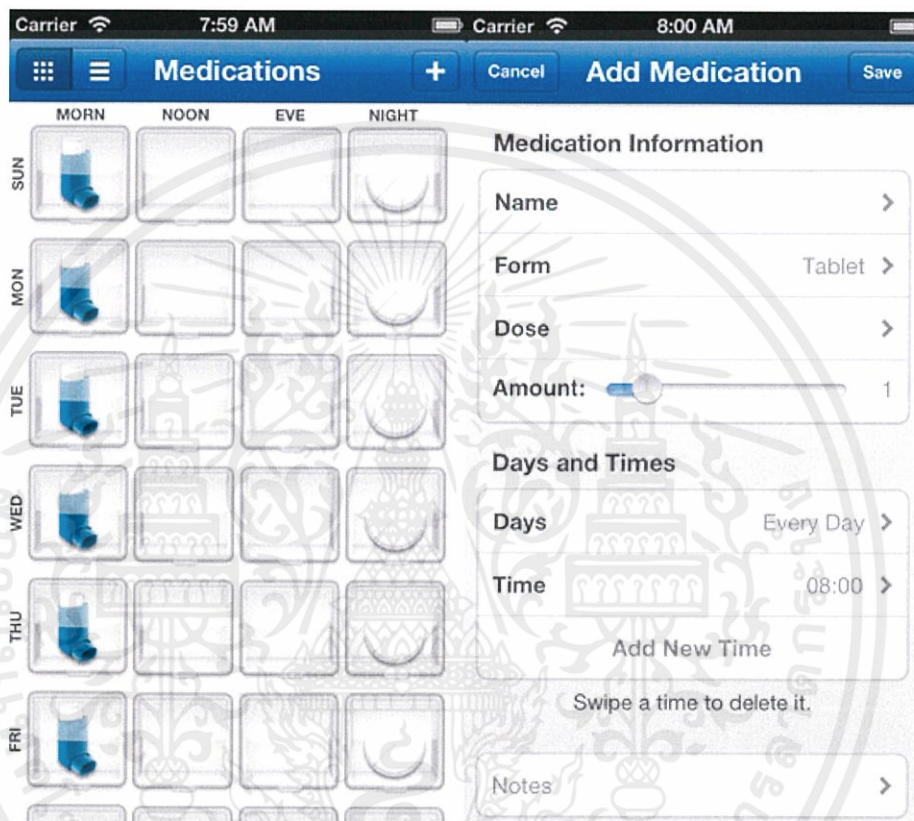 Carrier 7:59 AM
Medications +
MORN NOON EVE NIGHT
SUN
MON
TUE
WED
THU
FRI
Carrier 8:00 AM
Cancel Add Medication Save
Medication Information
Name
Form Tablet
Dose
Amount: 1
Days and Times
Days Every Day
Time 08:00
Add New Time
Swipe a time to delete it.
Notes